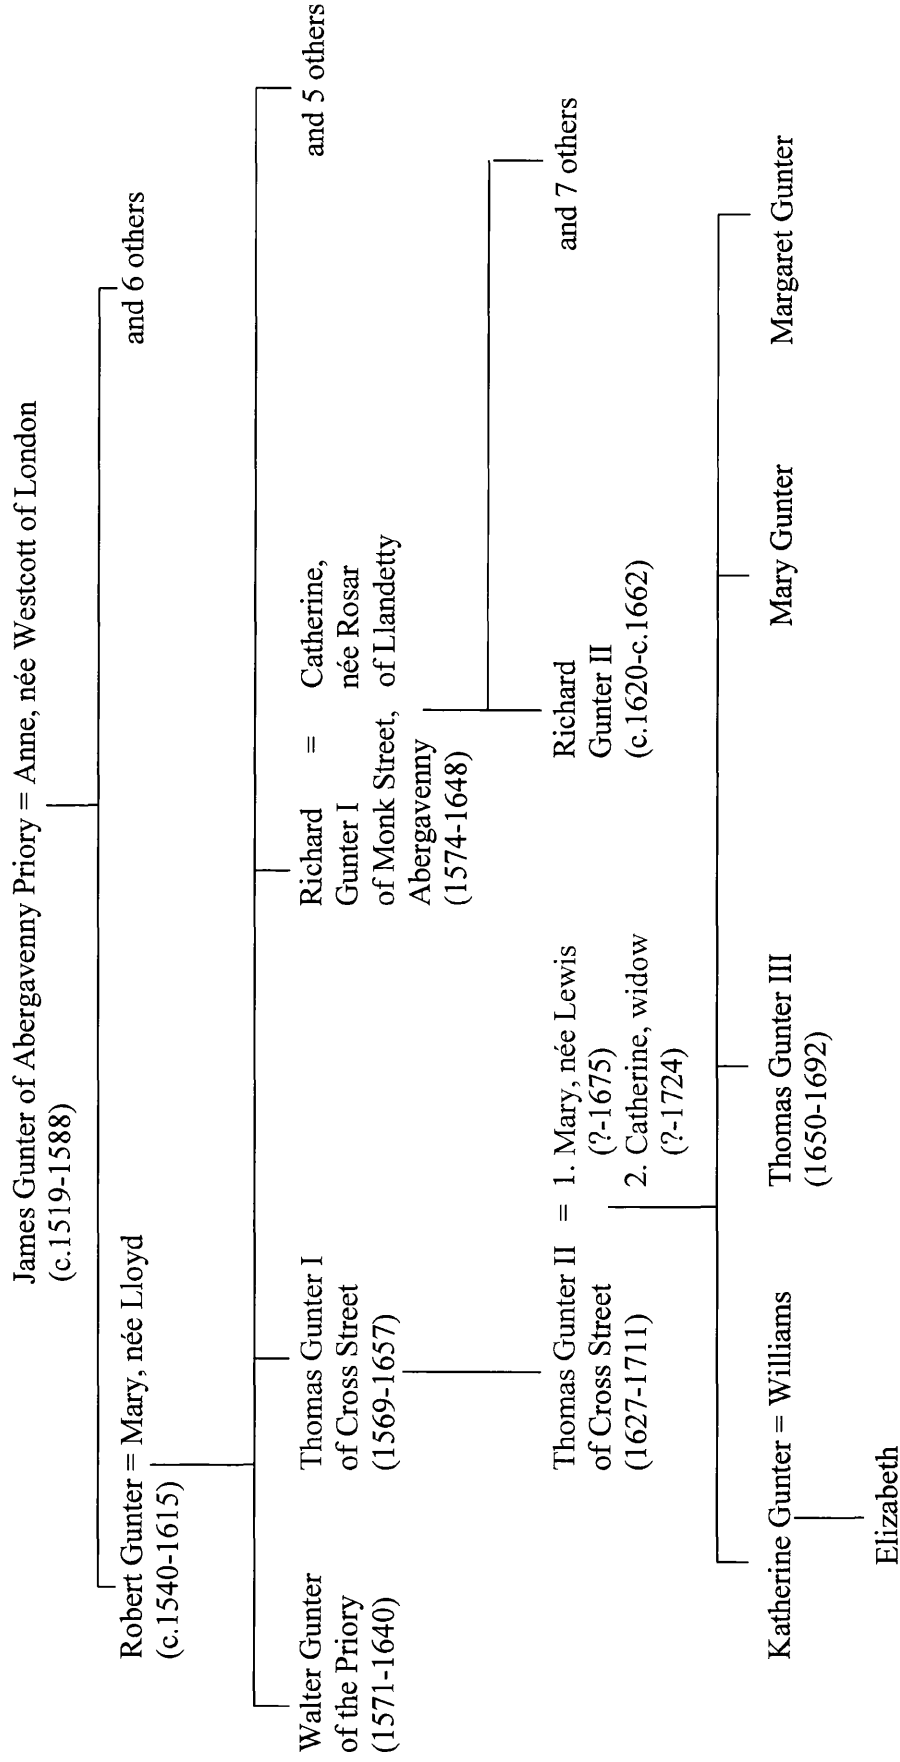 James Gunter of Abergavenny Priory = Anne, née Westcott of London
(c.1519-1588)
Robert Gunter = Mary, née Lloyd
(c.1540-1615)
and 6 others
Walter Gunter
of the Priory
(1571-1640)
Thomas Gunter I
of Cross Street
(1569-1657)
Richard = Catherine,
Gunter I née Rosar
of Monk Street, of Llandetty
Abergavenny
(1574-1648)
and 5 others
Thomas Gunter II = 1. Mary, née Lewis
of Cross Street (?-1675)
(1627-1711) 2. Catherine, widow
(?-1724)
Richard
Gunter II
(c.1620-c.1662)
and 7 others
Katherine Gunter = Williams
Thomas Gunter III
(1650-1692)
Mary Gunter
Margaret Gunter
Elizabeth